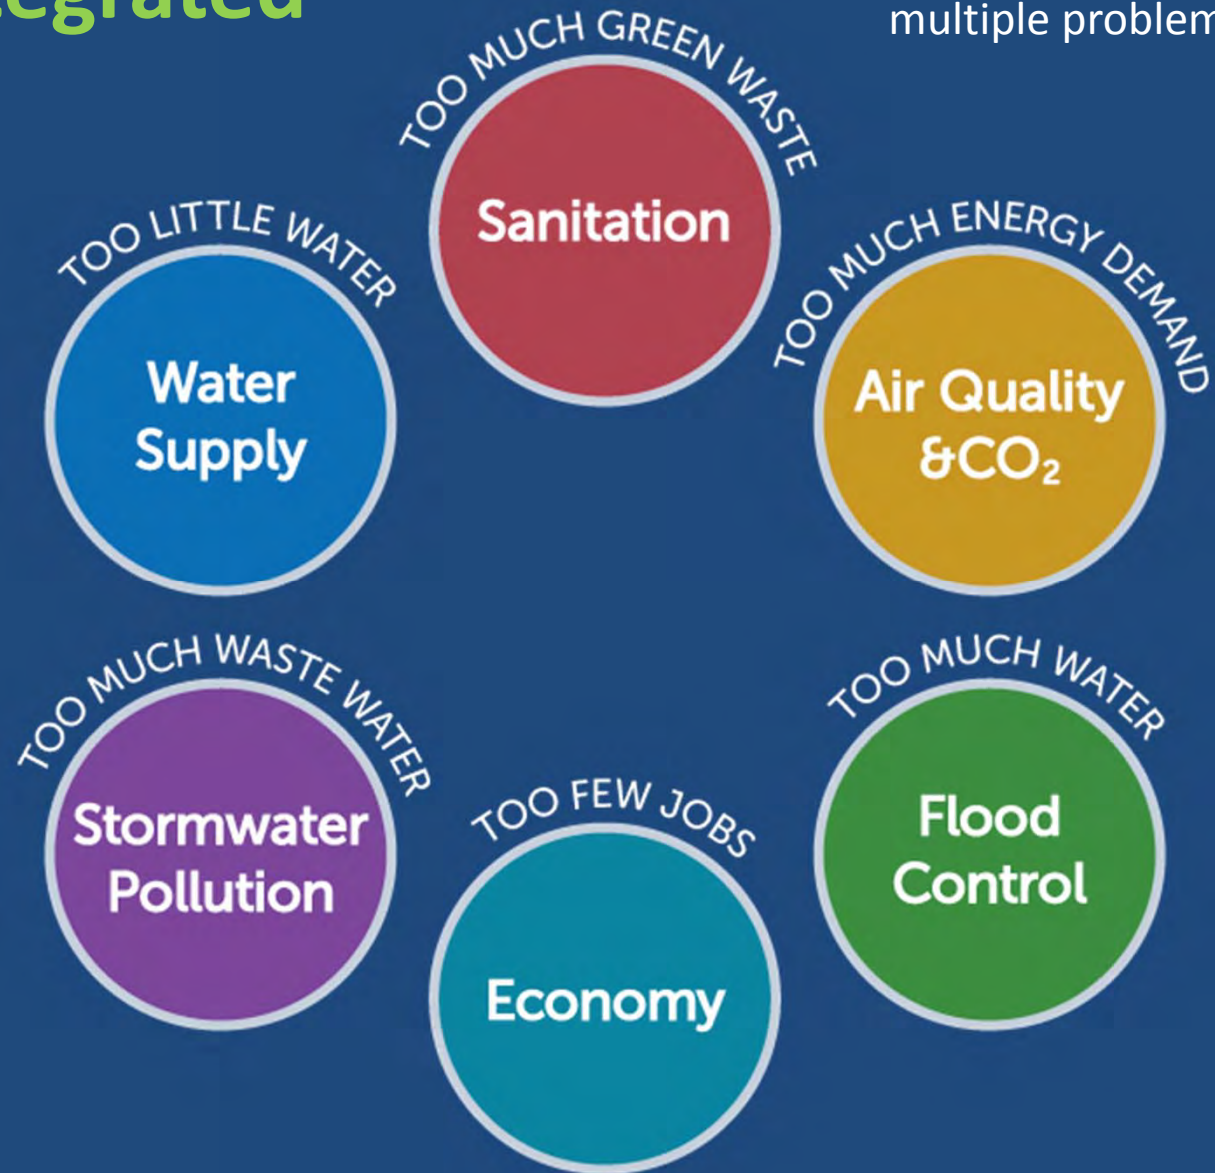 tegrated
multiple problem
TOO MUCH GREEN WASTE
Sanitation
TOO LITTLE WATER
Water
Supply
TOO MUCH ENERGY DEMAND
Air Quality
&CO₂
TOO MUCH WASTE WATER
Stormwater
Pollution
TOO MUCH WATER
Flood
Control
TOO FEW JOBS
Economy